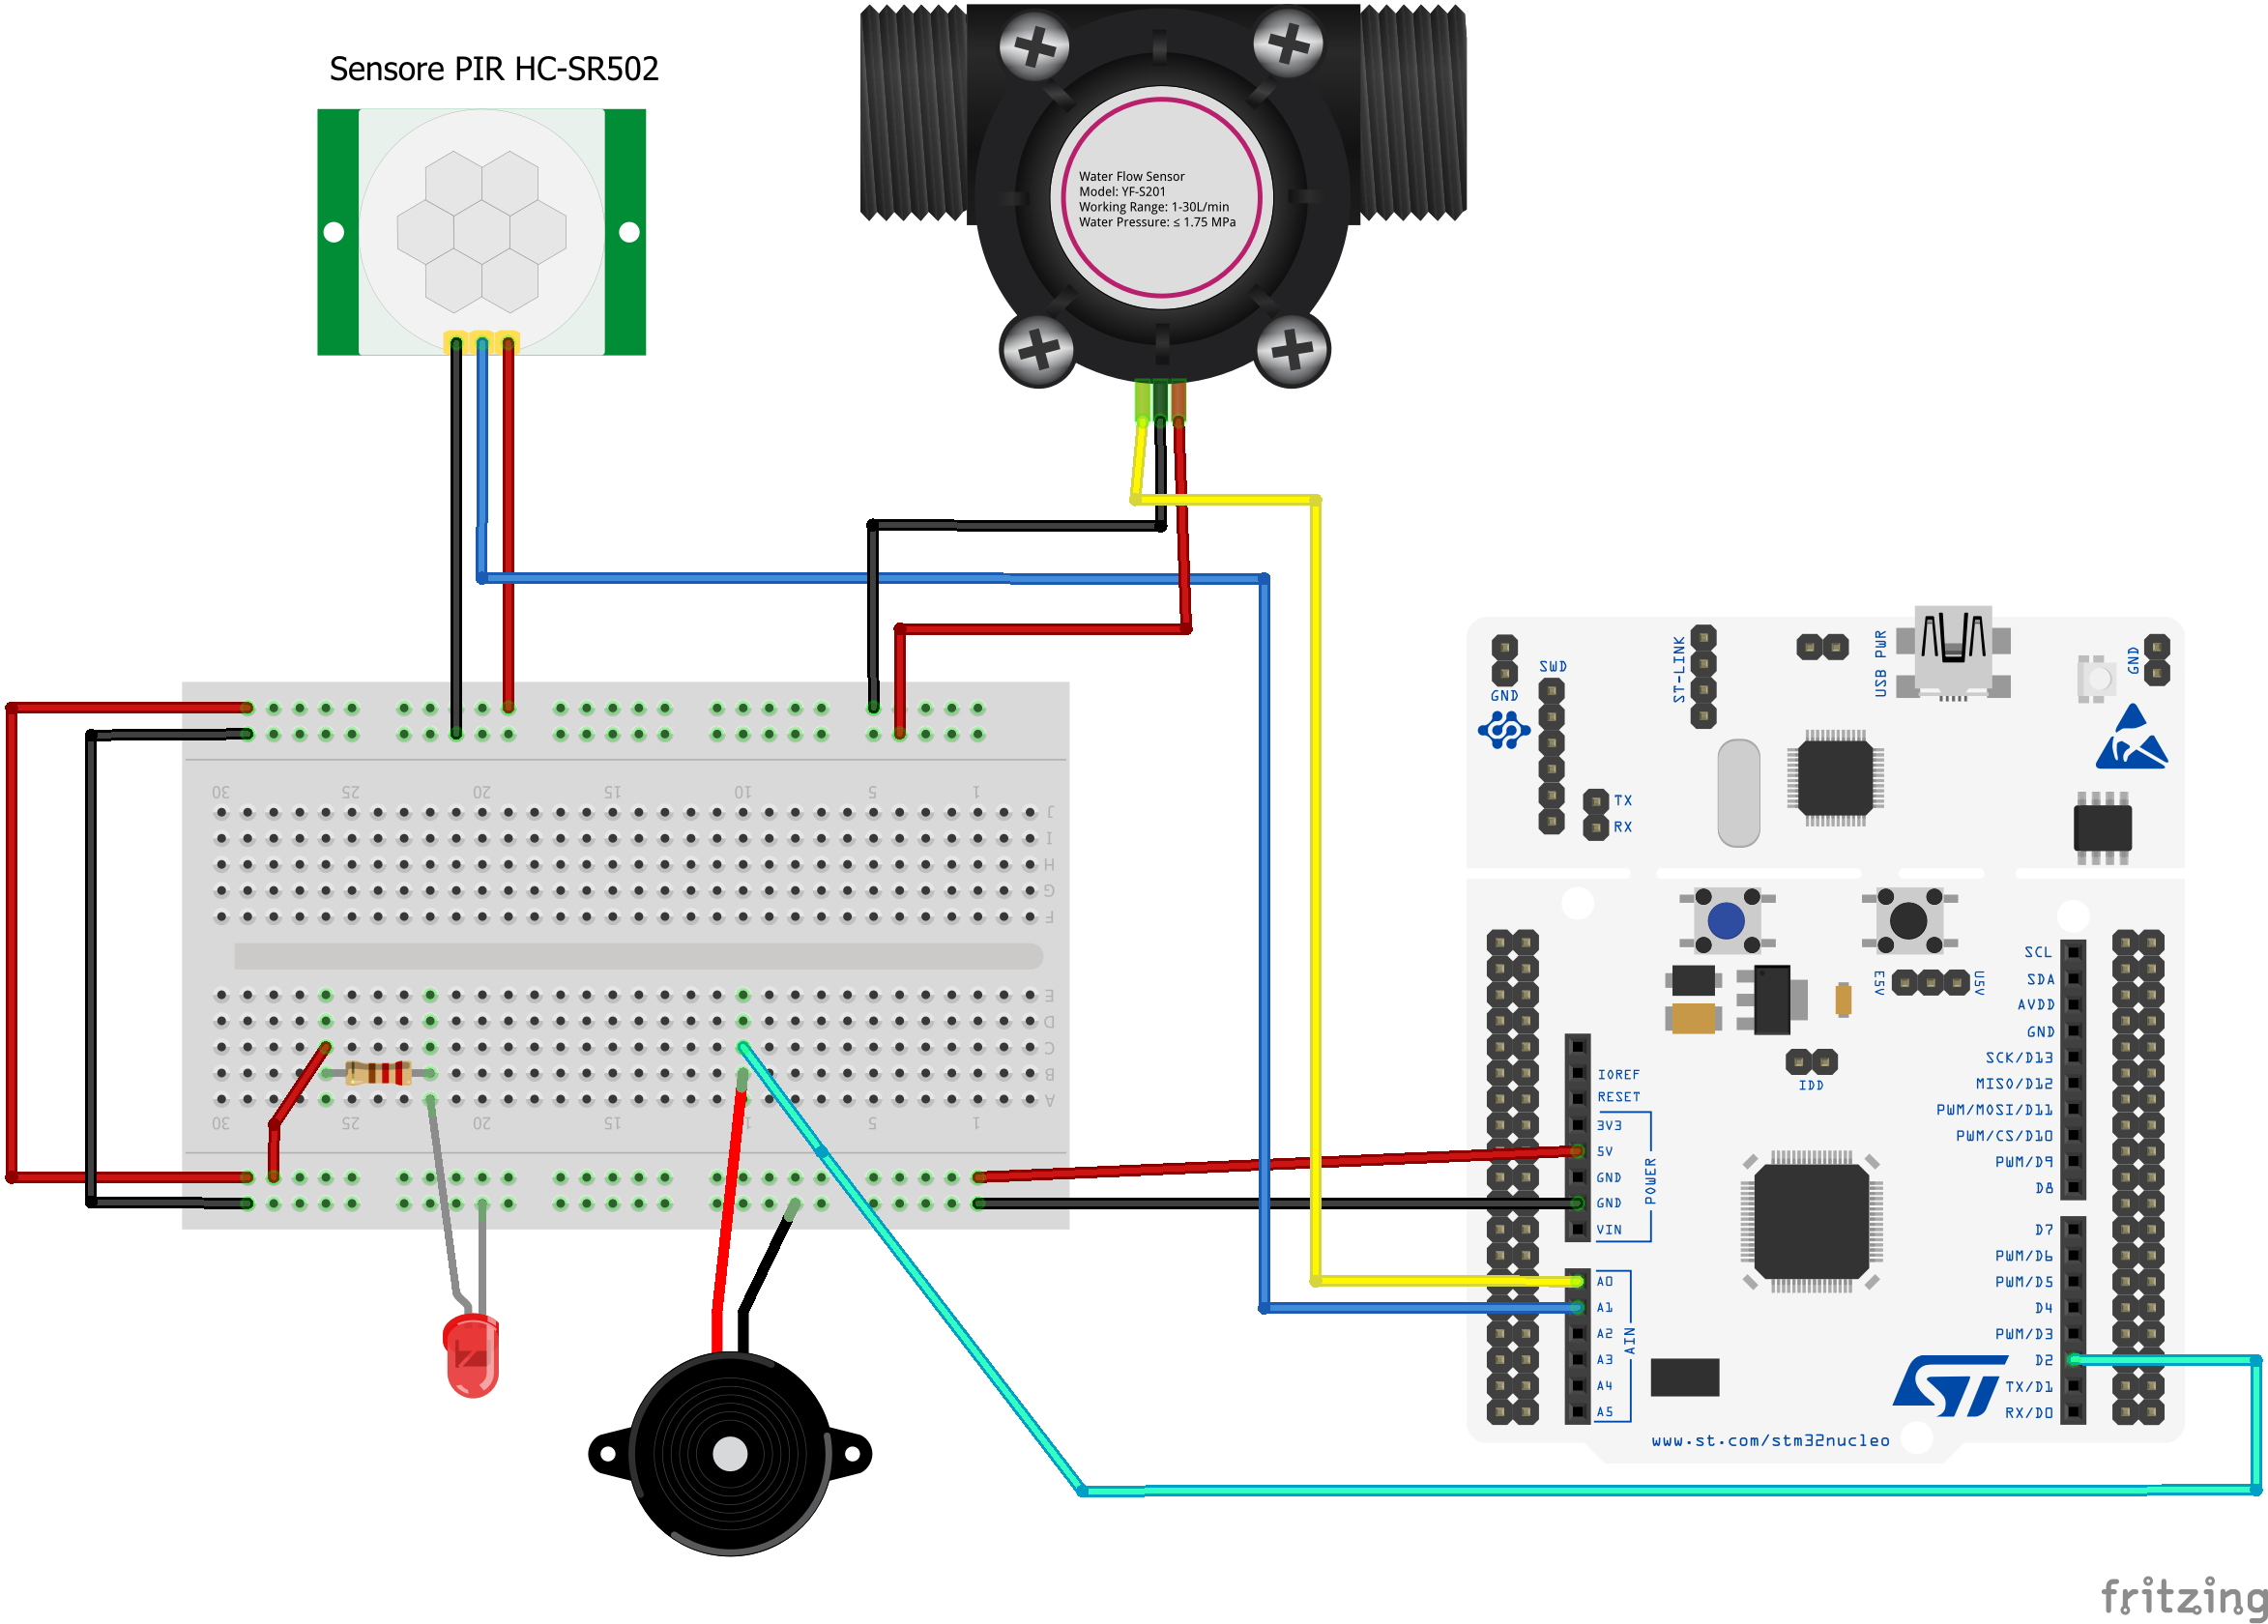 Sensore PIR HC-SR502
Water Flow Sensor
Model: YF-S201
Working Range: 1-30L/min
Water Pressure: ≤ 1.75 MPa
30 25 20 15 10 5 1
J
I
H
G
F
E
D
C
B
A
30 25 20 15 1 5 1
GND
SWD
ST-LINK
USB PWR
GND
TX
RX
E5V
U5V
IDD
IOREF
RESET
3V3
5V
GND
GND
VIN
POWER
A0
A1
A2
A3
A4
A5
AIN
SCL
SDA
AVDD
GND
SCK/D13
MISO/D12
PWM/MOSI/D11
PWM/CS/D10
PWM/D9
D8
D7
PWM/D6
PWM/D5
D4
PWM/D3
D2
TX/D1
RX/D0
ST
www.st.com/stm32nucleo
fritzing